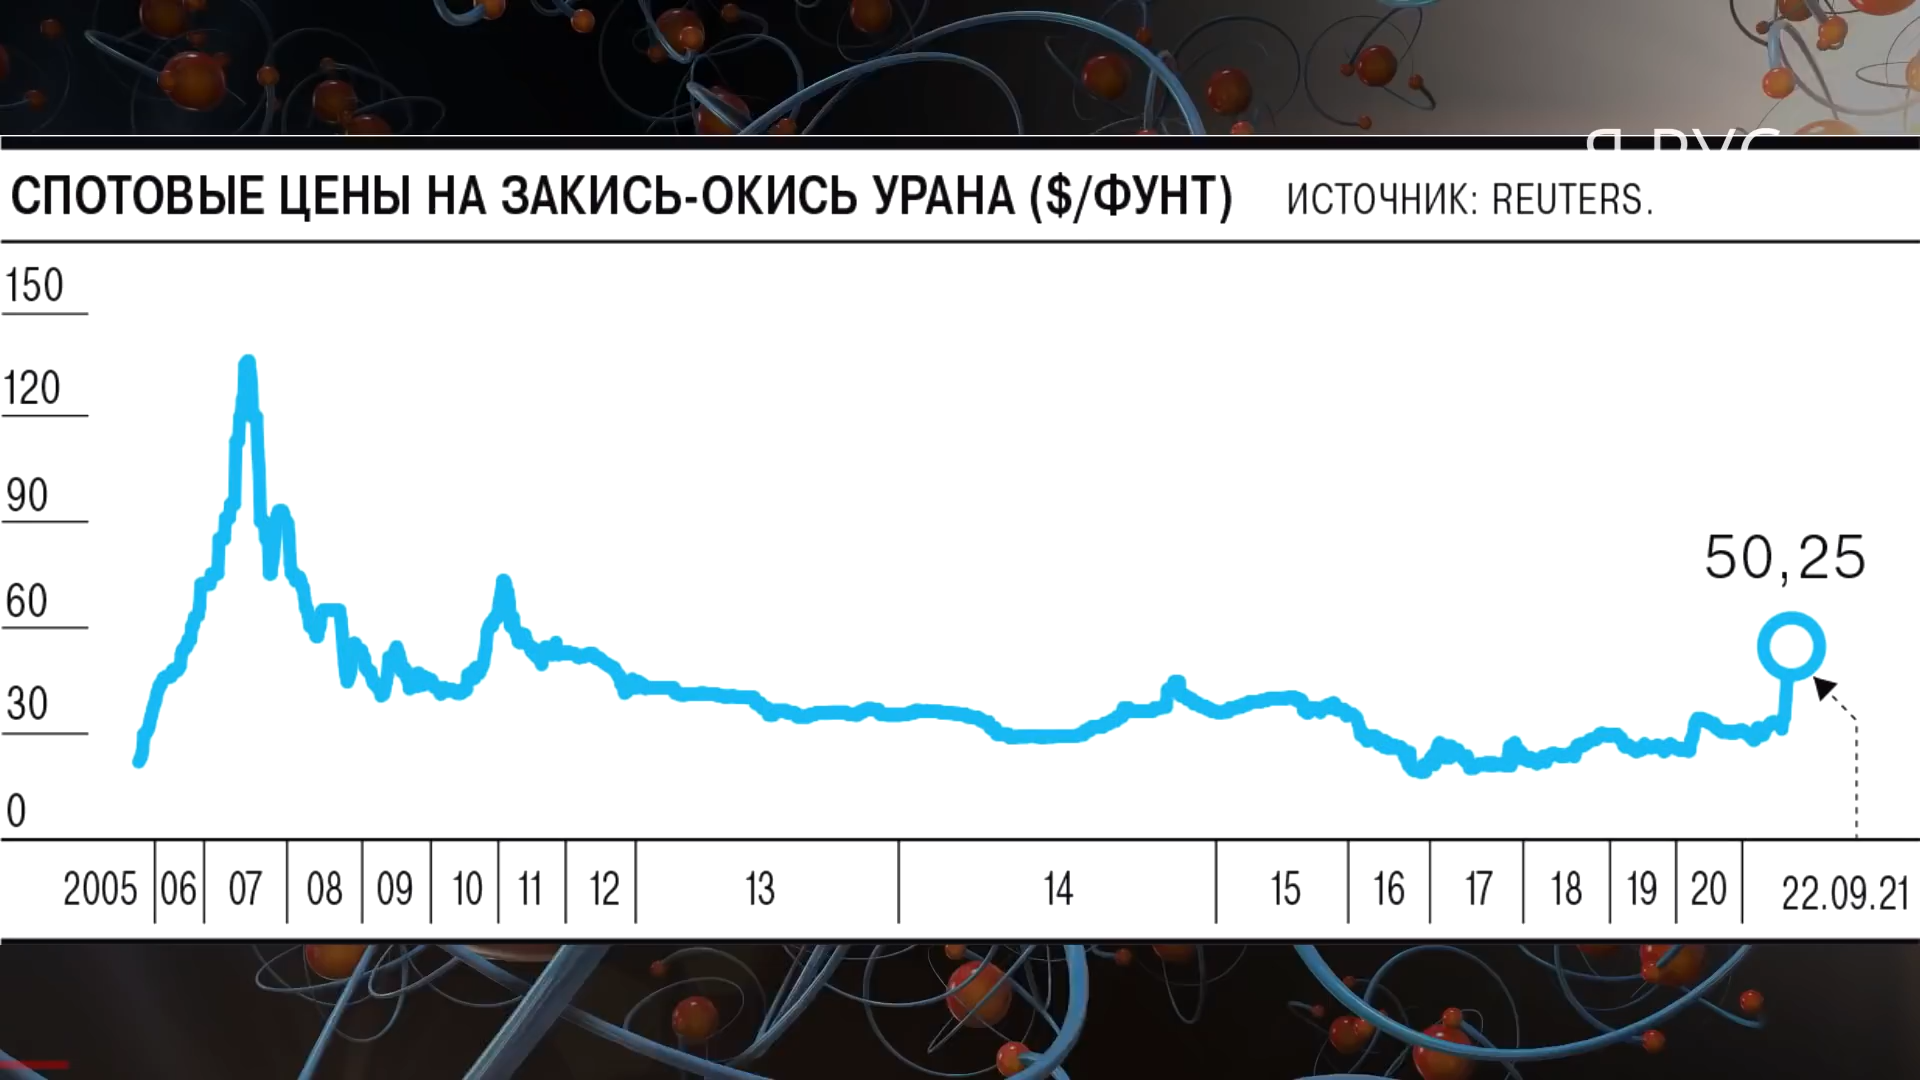 Я РУС
СПОТОВЫЕ ЦЕНЫ НА ЗАКИСЬ-ОКИСЬ УРАНА ($/ФУНТ) ИСТОЧНИК: REUTERS.
150
120
90
60
30
0
50,25
2005 06 07 08 09 10 11 12 13 14 15 16 17 18 19 20 22.09.21